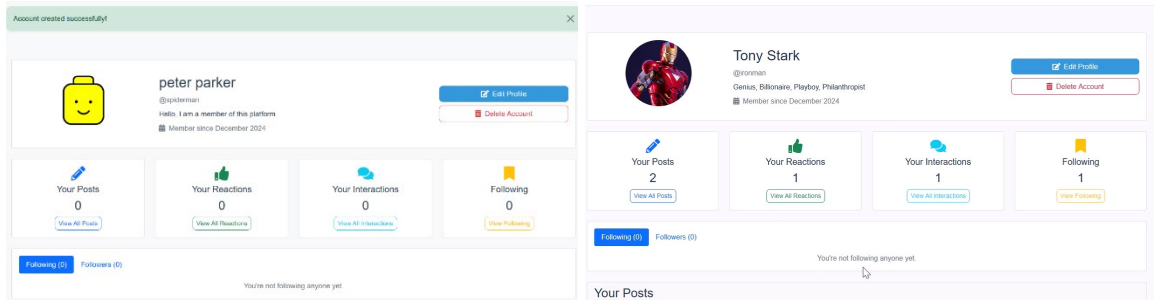 Account created successfully!
peter parker
@spiderman
Hello, I am a member of this platform
Member since December 2024
Edit Profile
Delete Account
Your Posts
0
View All Posts
Your Reactions
0
View All Reactions
Your Interactions
0
View All Interactions
Following
0
View Following
Following (0) Followers (0)
You're not following anyone yet
Tony Stark
@ironman
Genius, Billionaire, Playboy, Philanthropist
Member since December 2024
Edit Profile
Delete Account
Your Posts
2
View All Posts
Your Reactions
1
View All Reactions
Your Interactions
1
View All Interactions
Following
1
View Following
Following (0) Followers (0)
You're not following anyone yet
Your Posts